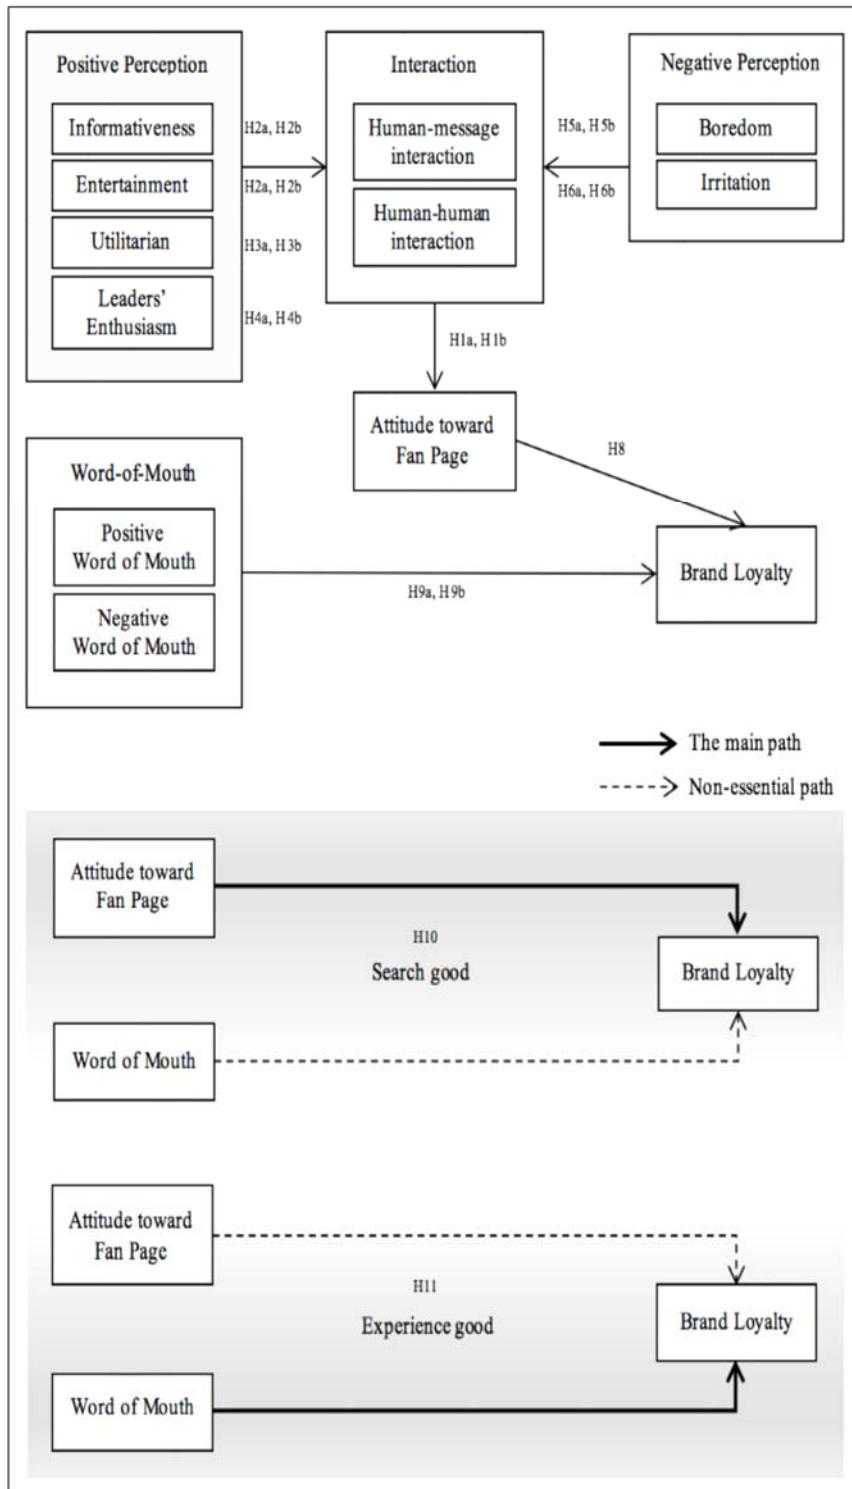 Positive Perception
Informativeness
Entertainment
Utilitarian
Leaders'
Enthusiasm
H2a, H2b
H2a, H2b
H3a, H3b
H4a, H4b
Interaction
Human-message
interaction
Human-human
interaction
H5a, H5b
H6a, H6b
Negative Perception
Boredom
Irritation
H1a, H1b
Attitude toward
Fan Page
H8
Word-of-Mouth
Positive
Word of Mouth
Negative
Word of Mouth
H9a, H9b
Brand Loyalty
The main path
Non-essential path
Attitude toward
Fan Page
H10
Search good
Brand Loyalty
Word of Mouth
Attitude toward
Fan Page
H11
Experience good
Brand Loyalty
Word of Mouth